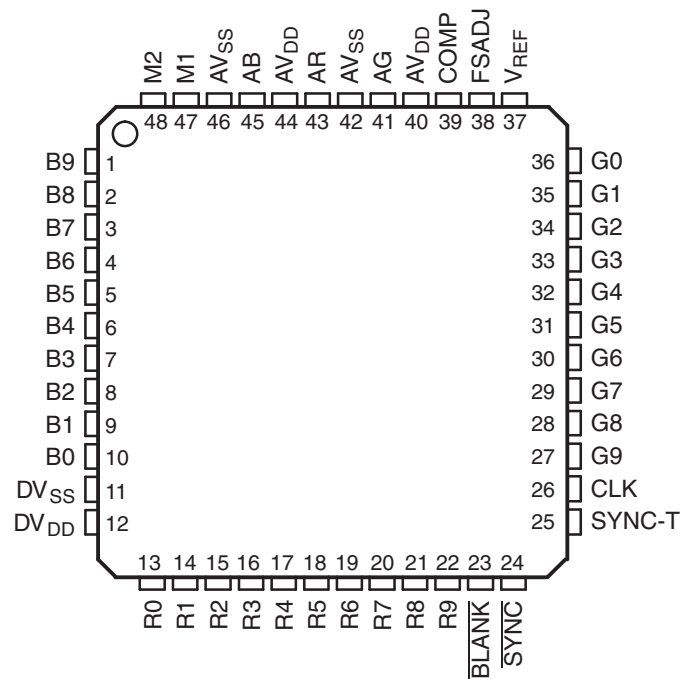 M2 M1 AVSS AB AVDD AR AVSS AG AVDD COMP FSADJ VREF
48 47 46 45 44 43 42 41 40 39 38 37
B9 1 36 G0
B8 2 35 G1
B7 3 34 G2
B6 4 33 G3
B5 5 32 G4
B4 6 31 G5
B3 7 30 G6
B2 8 29 G7
B1 9 28 G8
B0 10 27 G9
DVSS 11 26 CLK
DVDD 12 25 SYNC-T
13 14 15 16 17 18 19 20 21 22 23 24
R0 R1 R2 R3 R4 R5 R6 R7 R8 R9 BLANK SYNC